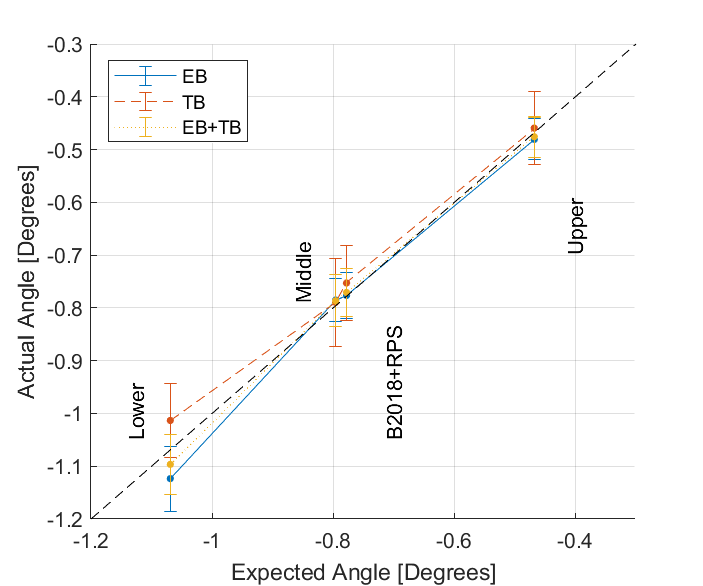 -0.3
-0.4
-0.5
-0.6
-0.7
-0.8
-0.9
-1
-1.1
-1.2
Actual Angle [Degrees]
EB
TB
EB+TB
Lower
Middle
B2018+RPS
Upper
-1.2 -1 -0.8 -0.6 -0.4
Expected Angle [Degrees]